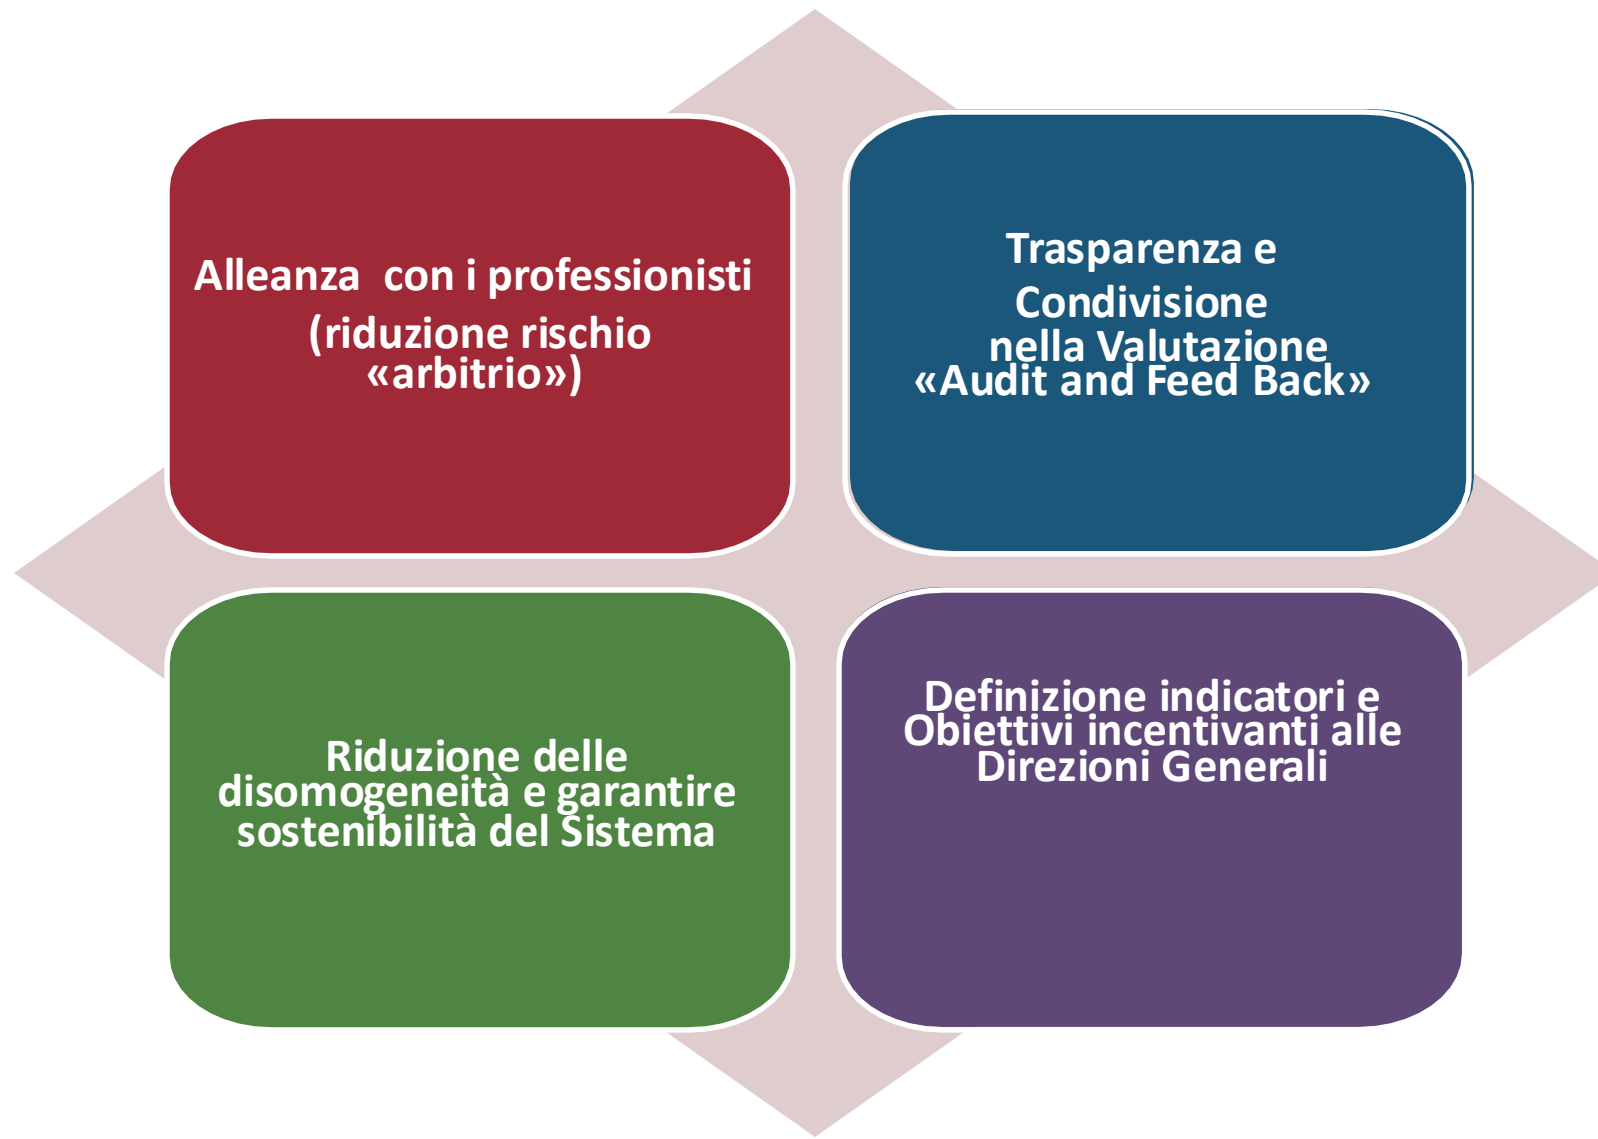 Alleanza con i professionisti
(riduzione rischio
«arbitrio»)
Trasparenza e
Condivisione
nella Valutazione
«Audit and Feed Back»
Riduzione delle
disomogeneità e garantire
sostenibilità del Sistema
Definizione indicatori e
Obiettivi incentivanti alle
Direzioni Generali